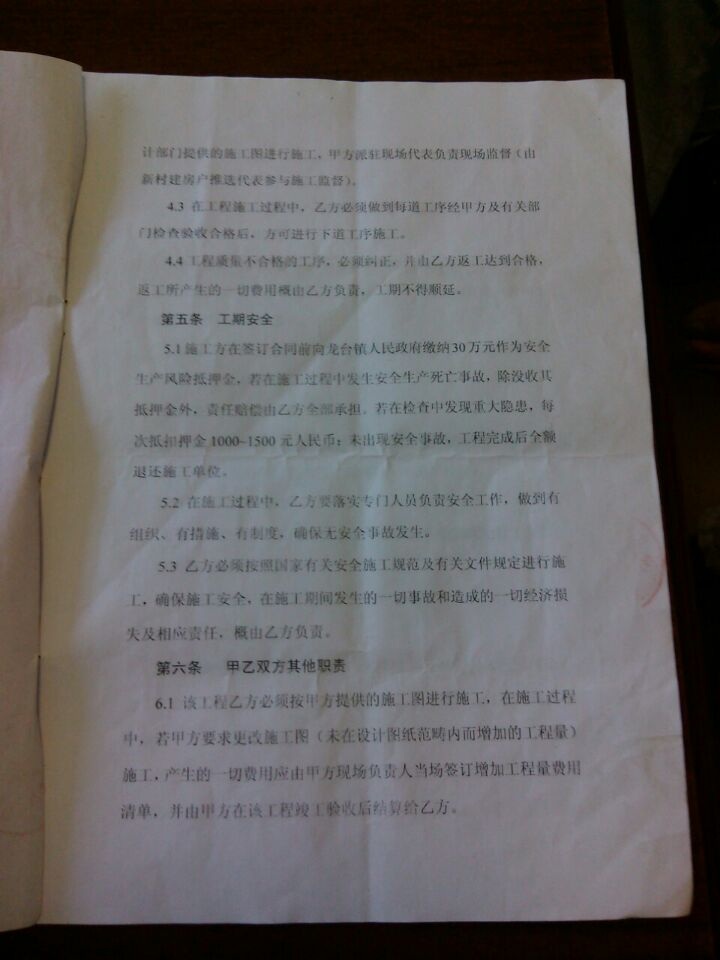 计部门提供的施工图进行施工，甲方派驻现场代表负责现场监督（由
新村建房户推选代表参与施工监督）。
4.3 在工程施工过程中，乙方必须做到每道工序经甲方及有关部
门检查验收合格后，方可进行下道工序施工。
4.4 工程质量不合格的工序，必须纠正，并由乙方返工达到合格，
返工所产生的一切费用概由乙方负责，工期不得顺延。
第五条 工期安全
5.1 施工方在签订合同前向龙台镇人民政府缴纳30万元作为安全
生产风险抵押金，若在施工过程中发生安全生产死亡事故，除没收其
抵押金外，责任赔偿由乙方全部承担。若在检查中发现重大隐患，每
次抵扣押金 1000~1500 元人民币；未出现安全事故，工程完成后全额
退还施工单位。
5.2 在施工过程中，乙方要落实专门人员负责安全工作，做到有
组织、有措施、有制度，确保无安全事故发生。
5.3 乙方必须按照国家有关安全施工规范及有关文件规定进行施
工，确保施工安全，在施工期间发生的一切事故和造成的一切经济损
失及相应责任，概由乙方负责。
第六条 甲乙双方其他职责
6.1 该工程乙方必须按甲方提供的施工图进行施工，在施工过程
中，若甲方要求更改施工图（未在设计图纸范畴内而增加的工程量）
施工，产生的一切费用应由甲方现场负责人当场签订增加工程量费用
清单，并由甲方在该工程竣工验收后结算给乙方。